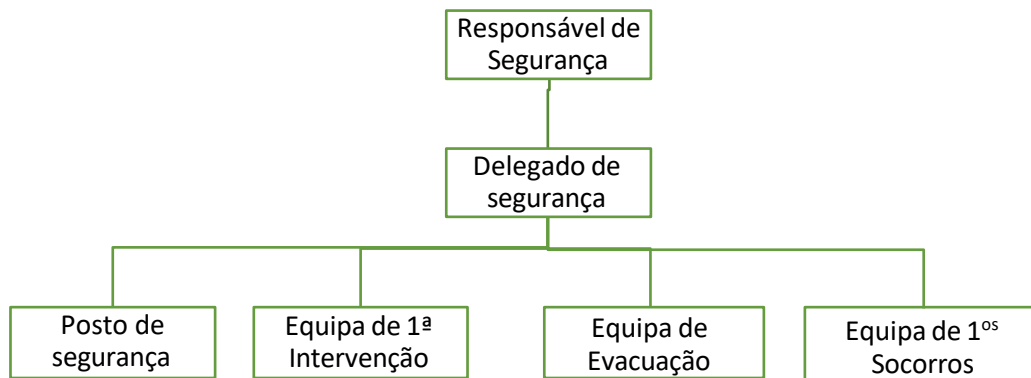 Responsável de
Segurança
Delegado de
segurança
Posto de
segurança
Equipa de 1ª
Intervenção
Equipa de
Evacuação
Equipa de 1ºˢ
Socorros